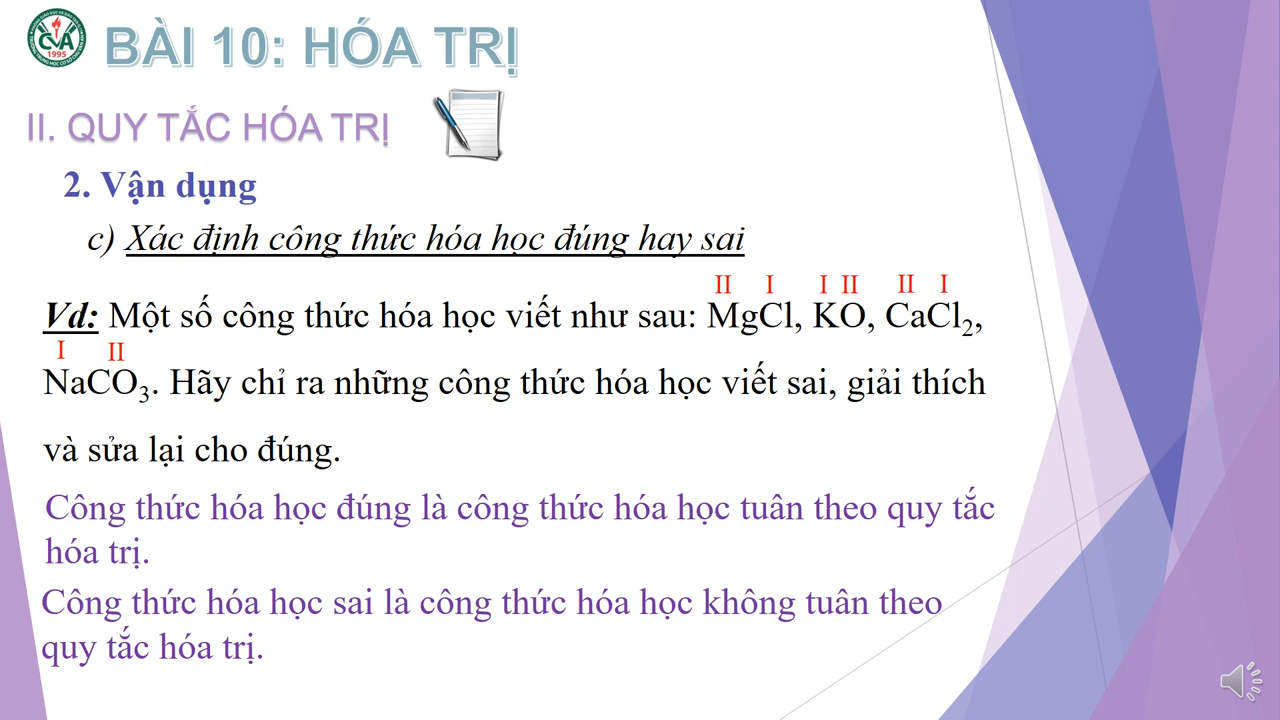 CVA
1995
BÀI 10: HÓA TRỊ
II. QUY TẮC HÓA TRỊ
2. Vận dụng
c) Xác định công thức hóa học đúng hay sai
II I I II II I
Vd: Một số công thức hóa học viết như sau: MgCl, KO, CaCl₂,
I II
NaCO₃. Hãy chỉ ra những công thức hóa học viết sai, giải thích
và sửa lại cho đúng.
Công thức hóa học đúng là công thức hóa học tuân theo quy tắc
hóa trị.
Công thức hóa học sai là công thức hóa học không tuân theo
quy tắc hóa trị.